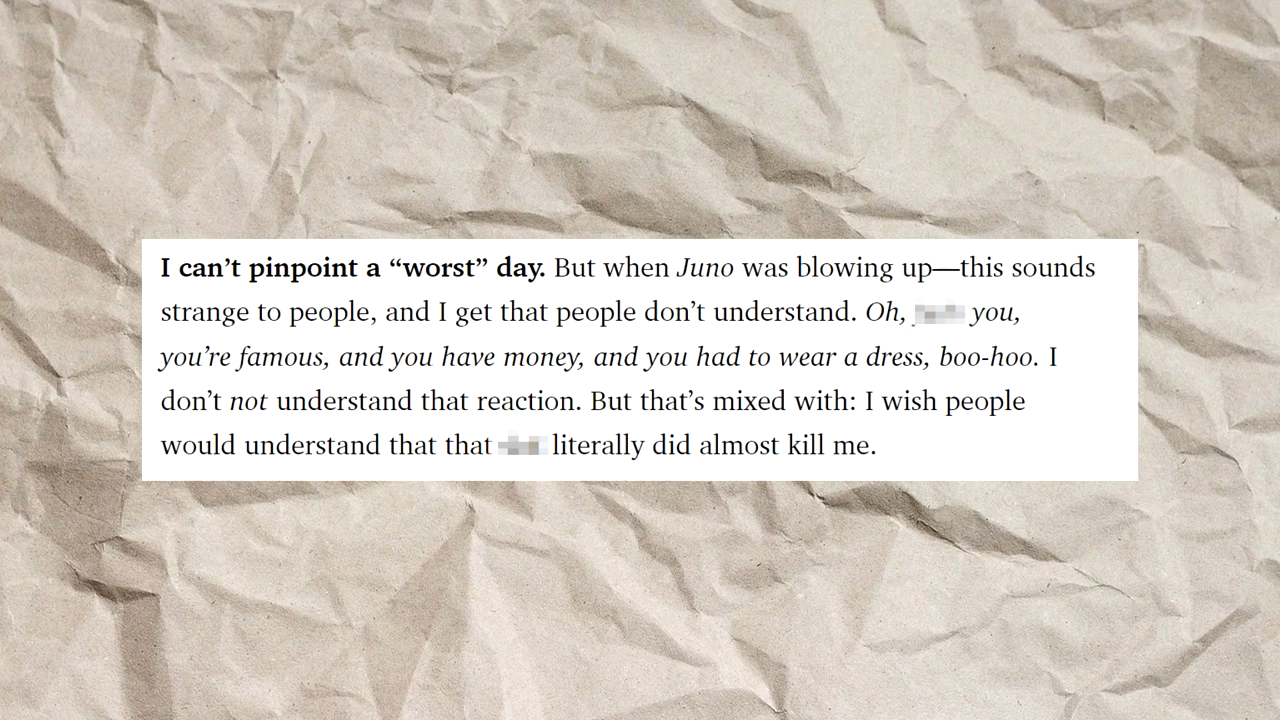 I can’t pinpoint a “worst” day. But when Juno was blowing up—this sounds
strange to people, and I get that people don’t understand. Oh, you,
you’re famous, and you have money, and you had to wear a dress, boo-hoo. I
don’t not understand that reaction. But that’s mixed with: I wish people
would understand that that literally did almost kill me.